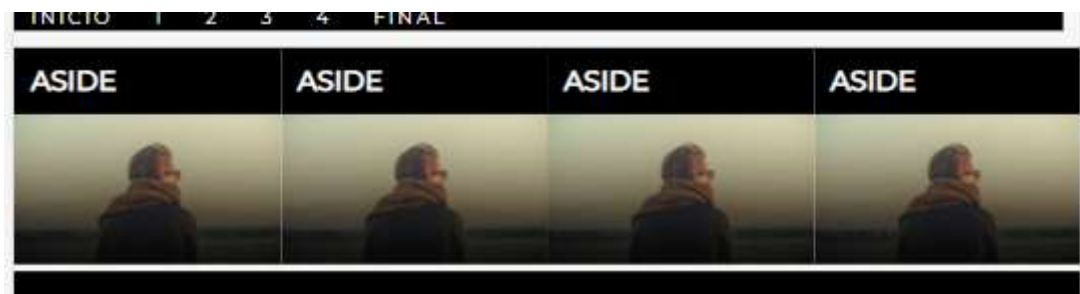 INICIO 1 2 3 4 FINAL
ASIDE ASIDE ASIDE ASIDE